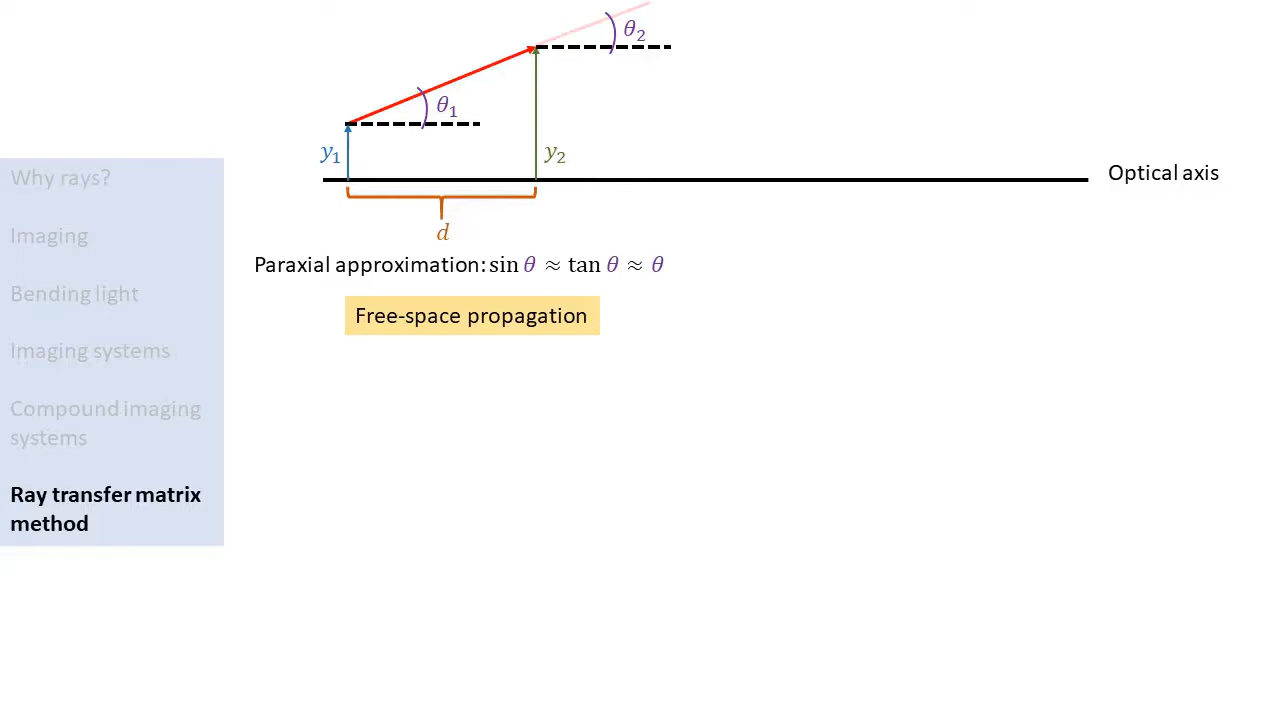 θ₂
θ₁
y₁
y₂
Optical axis
d
Paraxial approximation: sin θ ≈ tan θ ≈ θ
Free-space propagation
Why rays?
Imaging
Bending light
Imaging systems
Compound imaging
systems
Ray transfer matrix
method